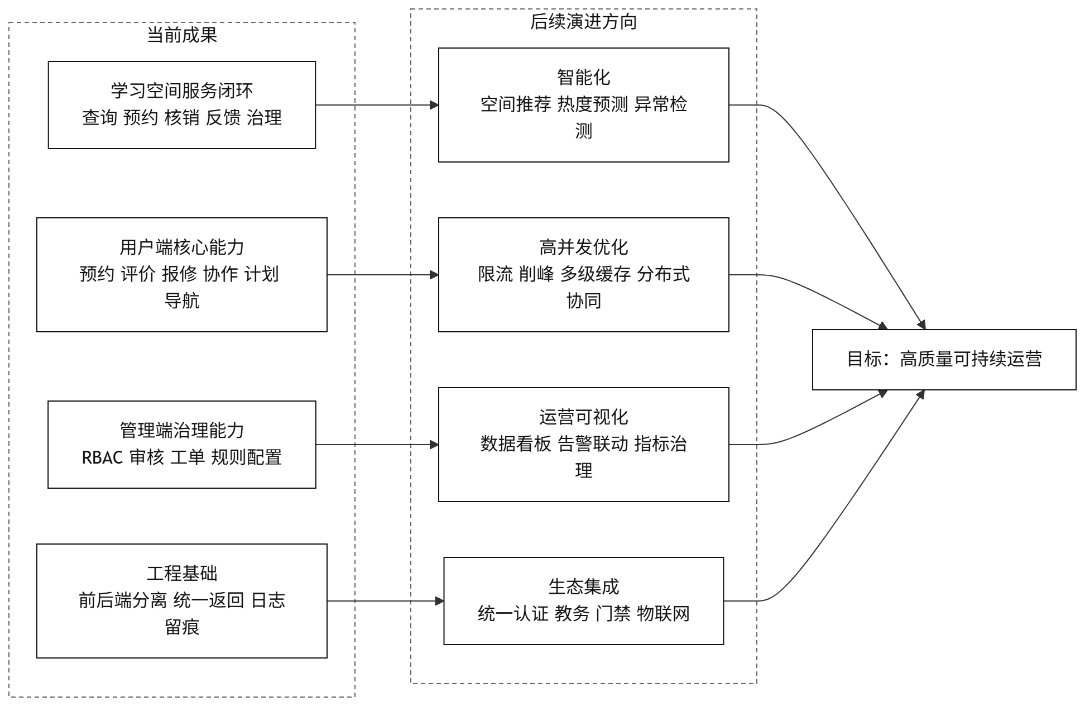 当前成果
学习空间服务闭环
查询 预约 核销 反馈 治理
用户端核心能力
预约 评价 报修 协作 计划
导航
管理端治理能力
RBAC 审核 工单 规则配置
工程基础
前后端分离 统一返回 日志
留痕
后续演进方向
智能化
空间推荐 热度预测 异常检
测
高并发优化
限流 削峰 多级缓存 分布式
协同
运营可视化
数据看板 告警联动 指标治
理
生态集成
统一认证 教务 门禁 物联网
目标：高质量可持续运营